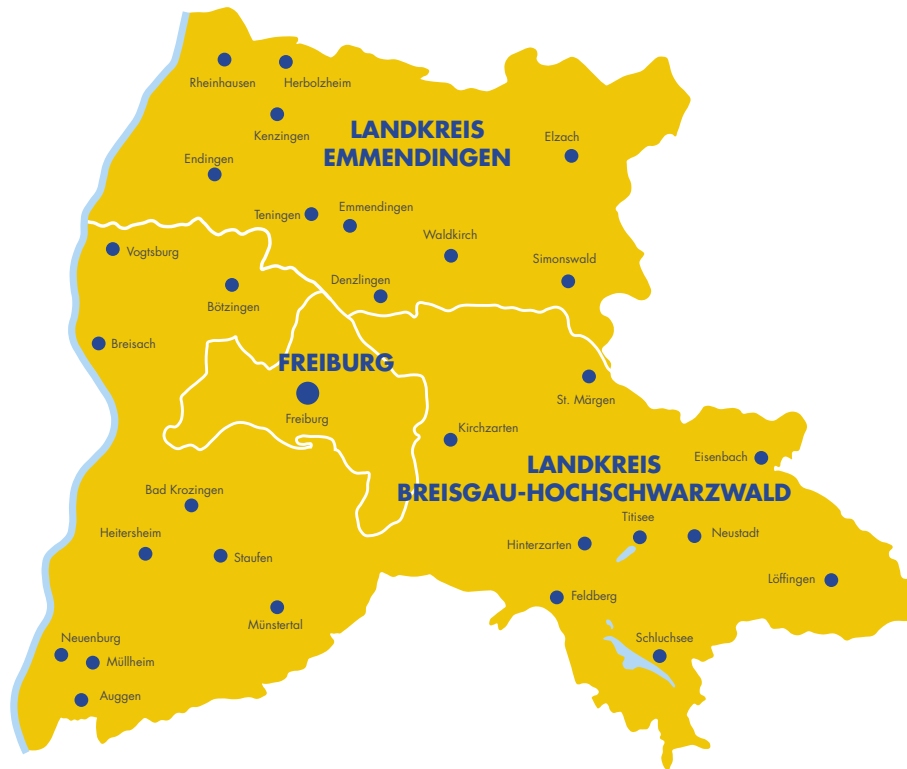 Rheinhausen
Herbolzheim
Kenzingen
LANDKREIS
EMMENDINGEN
Elzach
Endingen
Teningen
Emmendingen
Waldkirch
Vogtsburg
Simonswald
Denzlingen
Bötzingen
Breisach
FREIBURG
Freiburg
St. Märgen
Kirchzarten
Eisenbach
LANDKREIS
BREISGAU-HOCHSCHWARZWALD
Bad Krozingen
Titisee
Heitersheim
Neustadt
Hinterzarten
Staufen
Löffingen
Feldberg
Münstertal
Neuenburg
Schluchsee
Müllheim
Auggen